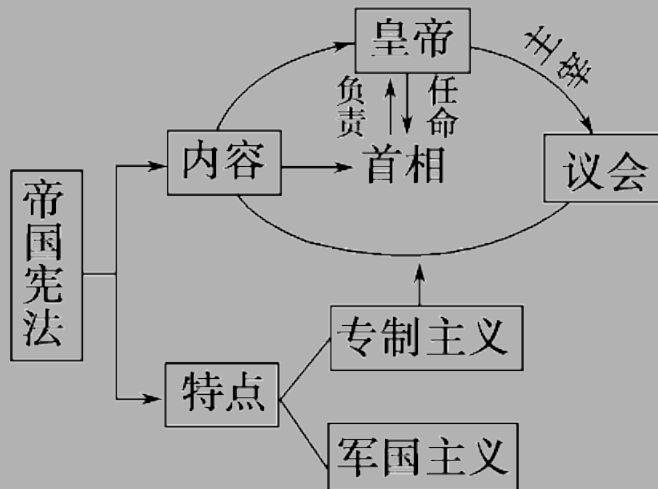 皇帝
主宰
负责
任命
内容
首相
议会
帝国宪法
专制主义
特点
军国主义